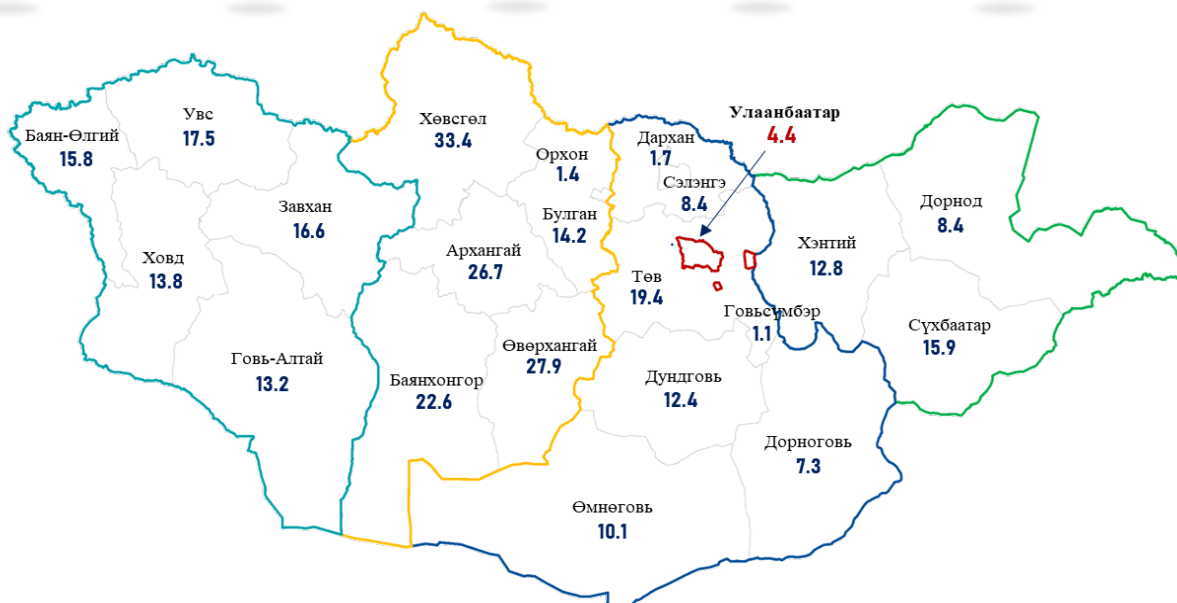 Увс
17.5
Баян-Өлгий
15.8
Ховд
13.8
Завхан
16.6
Говь-Алтай
13.2
Хөвсгөл
33.4
Орхон
1.4
Булган
14.2
Архангай
26.7
Өвөрхангай
27.9
Баянхонгор
22.6
Дархан
1.7
Сэлэнгэ
8.4
Улаанбаатар
4.4
Төв
19.4
Говьсүмбэр
1.1
Дундговь
12.4
Дорноговь
7.3
Өмнөговь
10.1
Хэнтий
12.8
Дорнод
8.4
Сүхбаатар
15.9